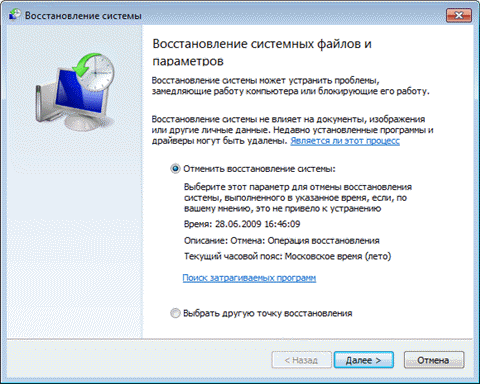 Восстановление системы
Восстановление системных файлов и
параметров
Восстановление системы может устранить проблемы,
замедляющие работу компьютера или блокирующие его работу.
Восстановление системы не влияет на документы, изображения
или другие личные данные. Недавно установленные программы и
драйверы могут быть удалены. Является ли этот процесс
Отменить восстановление системы:
Выберите этот параметр для отмены восстановления
системы, выполненного в указанное время, если, по
вашему мнению, это не привело к устранению
Время: 28.06.2009 16:46:09
Описание: Отмена: Операция восстановления
Текущий часовой пояс: Московское время (лето)
Поиск затрагиваемых программ
Выбрать другую точку восстановления
< Назад Далее > Отмена